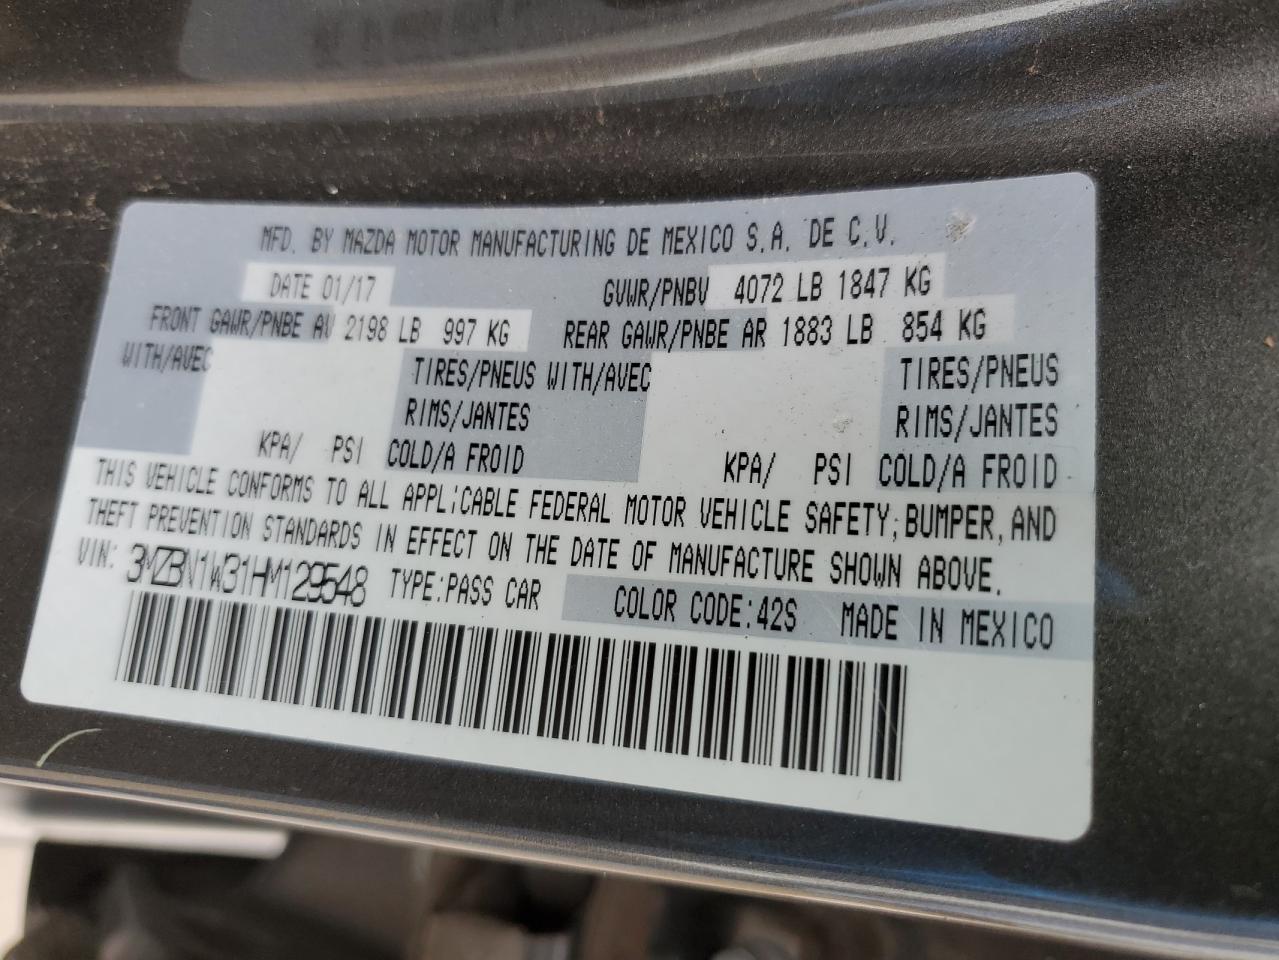 MFD. BY MAZDA MOTOR MANUFACTURING DE MEXICO S.A. DE C.V.
DATE 01/17 GVWR/PNBV 4072 LB 1847 KG
FRONT GAWR/PNBE AV 2198 LB 997 KG REAR GAWR/PNBE AR 1883 LB 854 KG
WITH/AVEC TIRES/PNEUS WITH/AVEC TIRES/PNEUS
RIMS/JANTES RIMS/JANTES
KPA/ PSI COLD/A FROID KPA/ PSI COLD/A FROID
THIS VEHICLE CONFORMS TO ALL APPLICABLE FEDERAL MOTOR VEHICLE SAFETY, BUMPER, AND
THEFT PREVENTION STANDARDS IN EFFECT ON THE DATE OF MANUFACTURE SHOWN ABOVE.
VIN: 3MZBN1W31HM129548 TYPE:PASS CAR COLOR CODE:42S MADE IN MEXICO